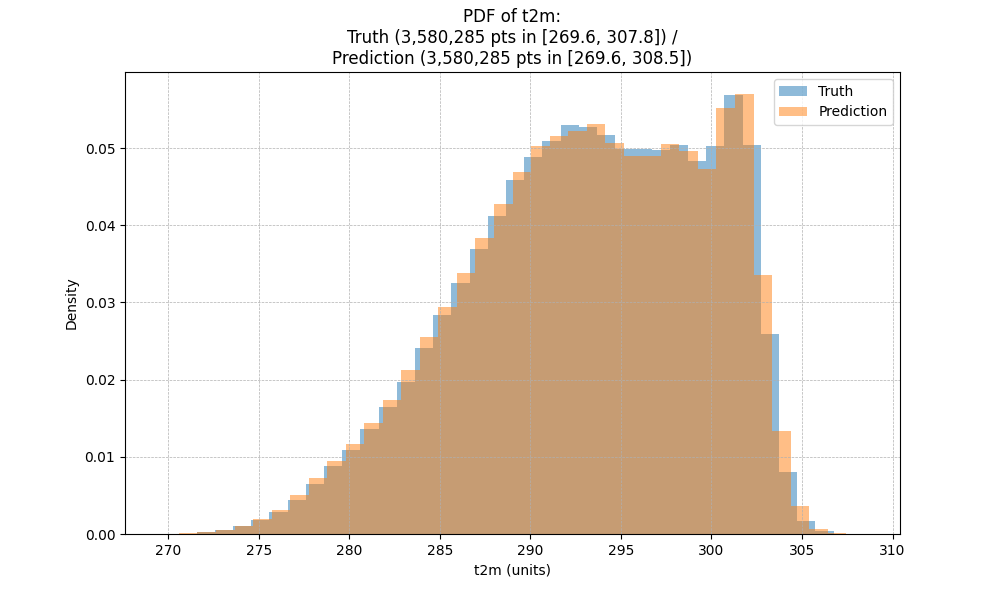 PDF of t2m:
Truth (3,580,285 pts in [269.6, 307.8]) /
Prediction (3,580,285 pts in [269.6, 308.5])
Truth
Prediction
0.05
0.04
0.03
0.02
0.01
0.00
Density
270 275 280 285 290 295 300 305 310
t2m (units)